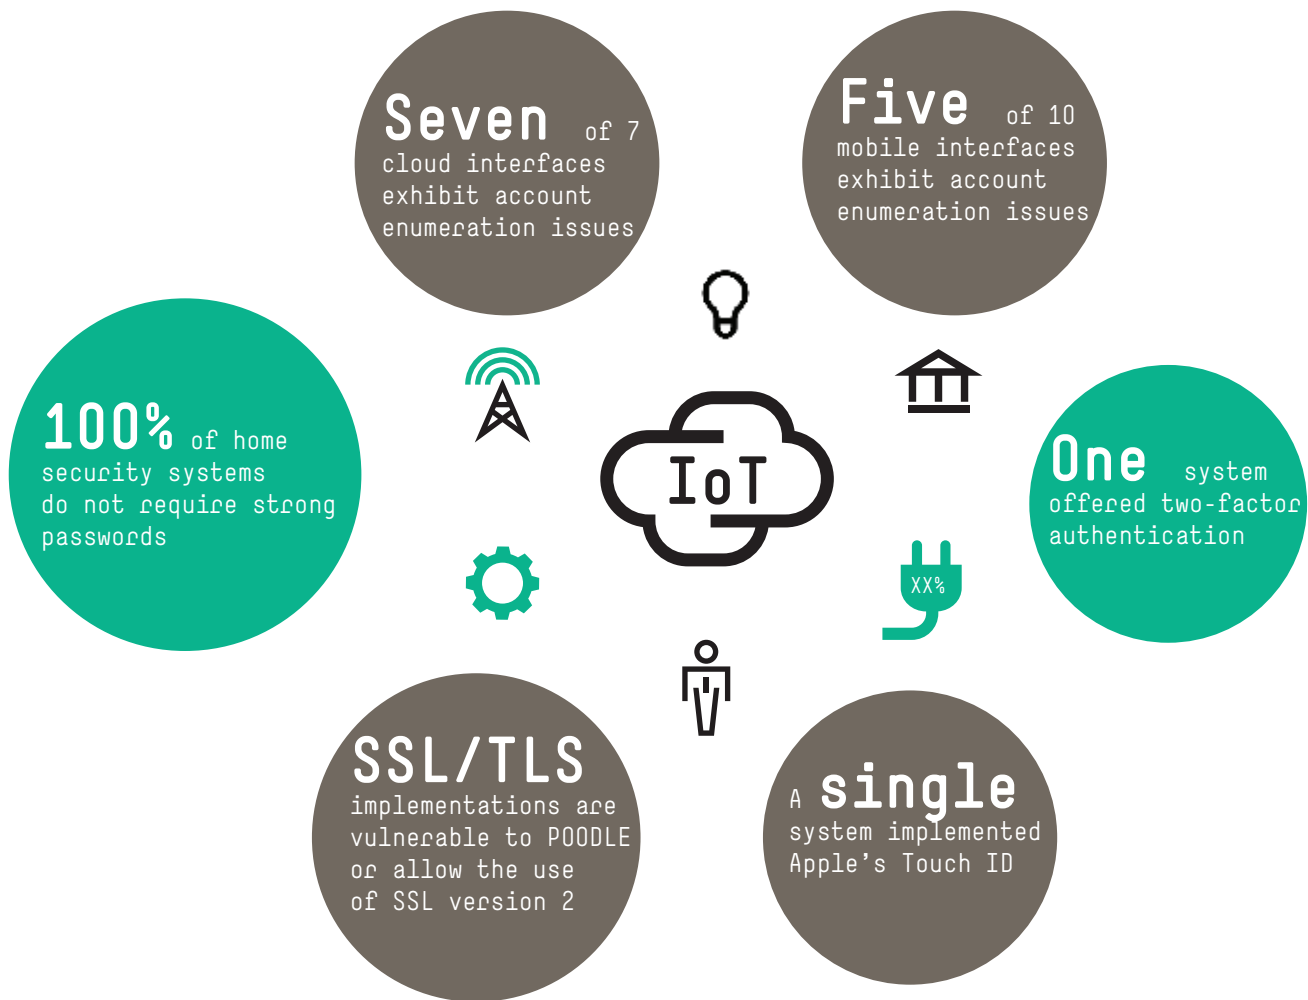 Seven of 7
cloud interfaces
exhibit account
enumeration issues
Five of 10
mobile interfaces
exhibit account
enumeration issues
100% of home
security systems
do not require strong
passwords
IoT
One system
offered two-factor
authentication
XX%
SSL/TLS
implementations are
vulnerable to POODLE
or allow the use
of SSL version 2
A single
system implemented
Apple's Touch ID